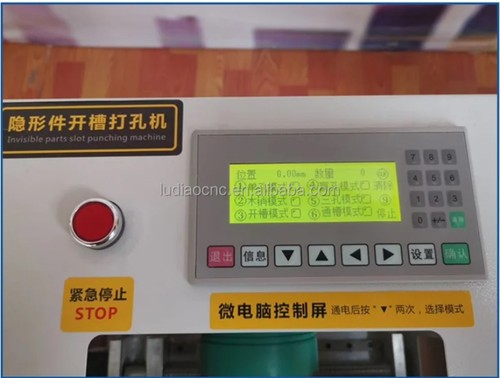 隐形件开槽打孔机
Invisible parts slot punching machine
位置 0.00mm 数量 0
木销模式 ⑤三孔模式
③开槽模式 ⑥通槽模式 停止
ludiaocnc.en.alibaba.com
7 8 9
4 5 6
1 2 3
退出 信息 ▼ ▲ ◀ ▶ 设置 确认
紧急停止
STOP
微电脑控制屏 通电后按“▼”两次，选择模式